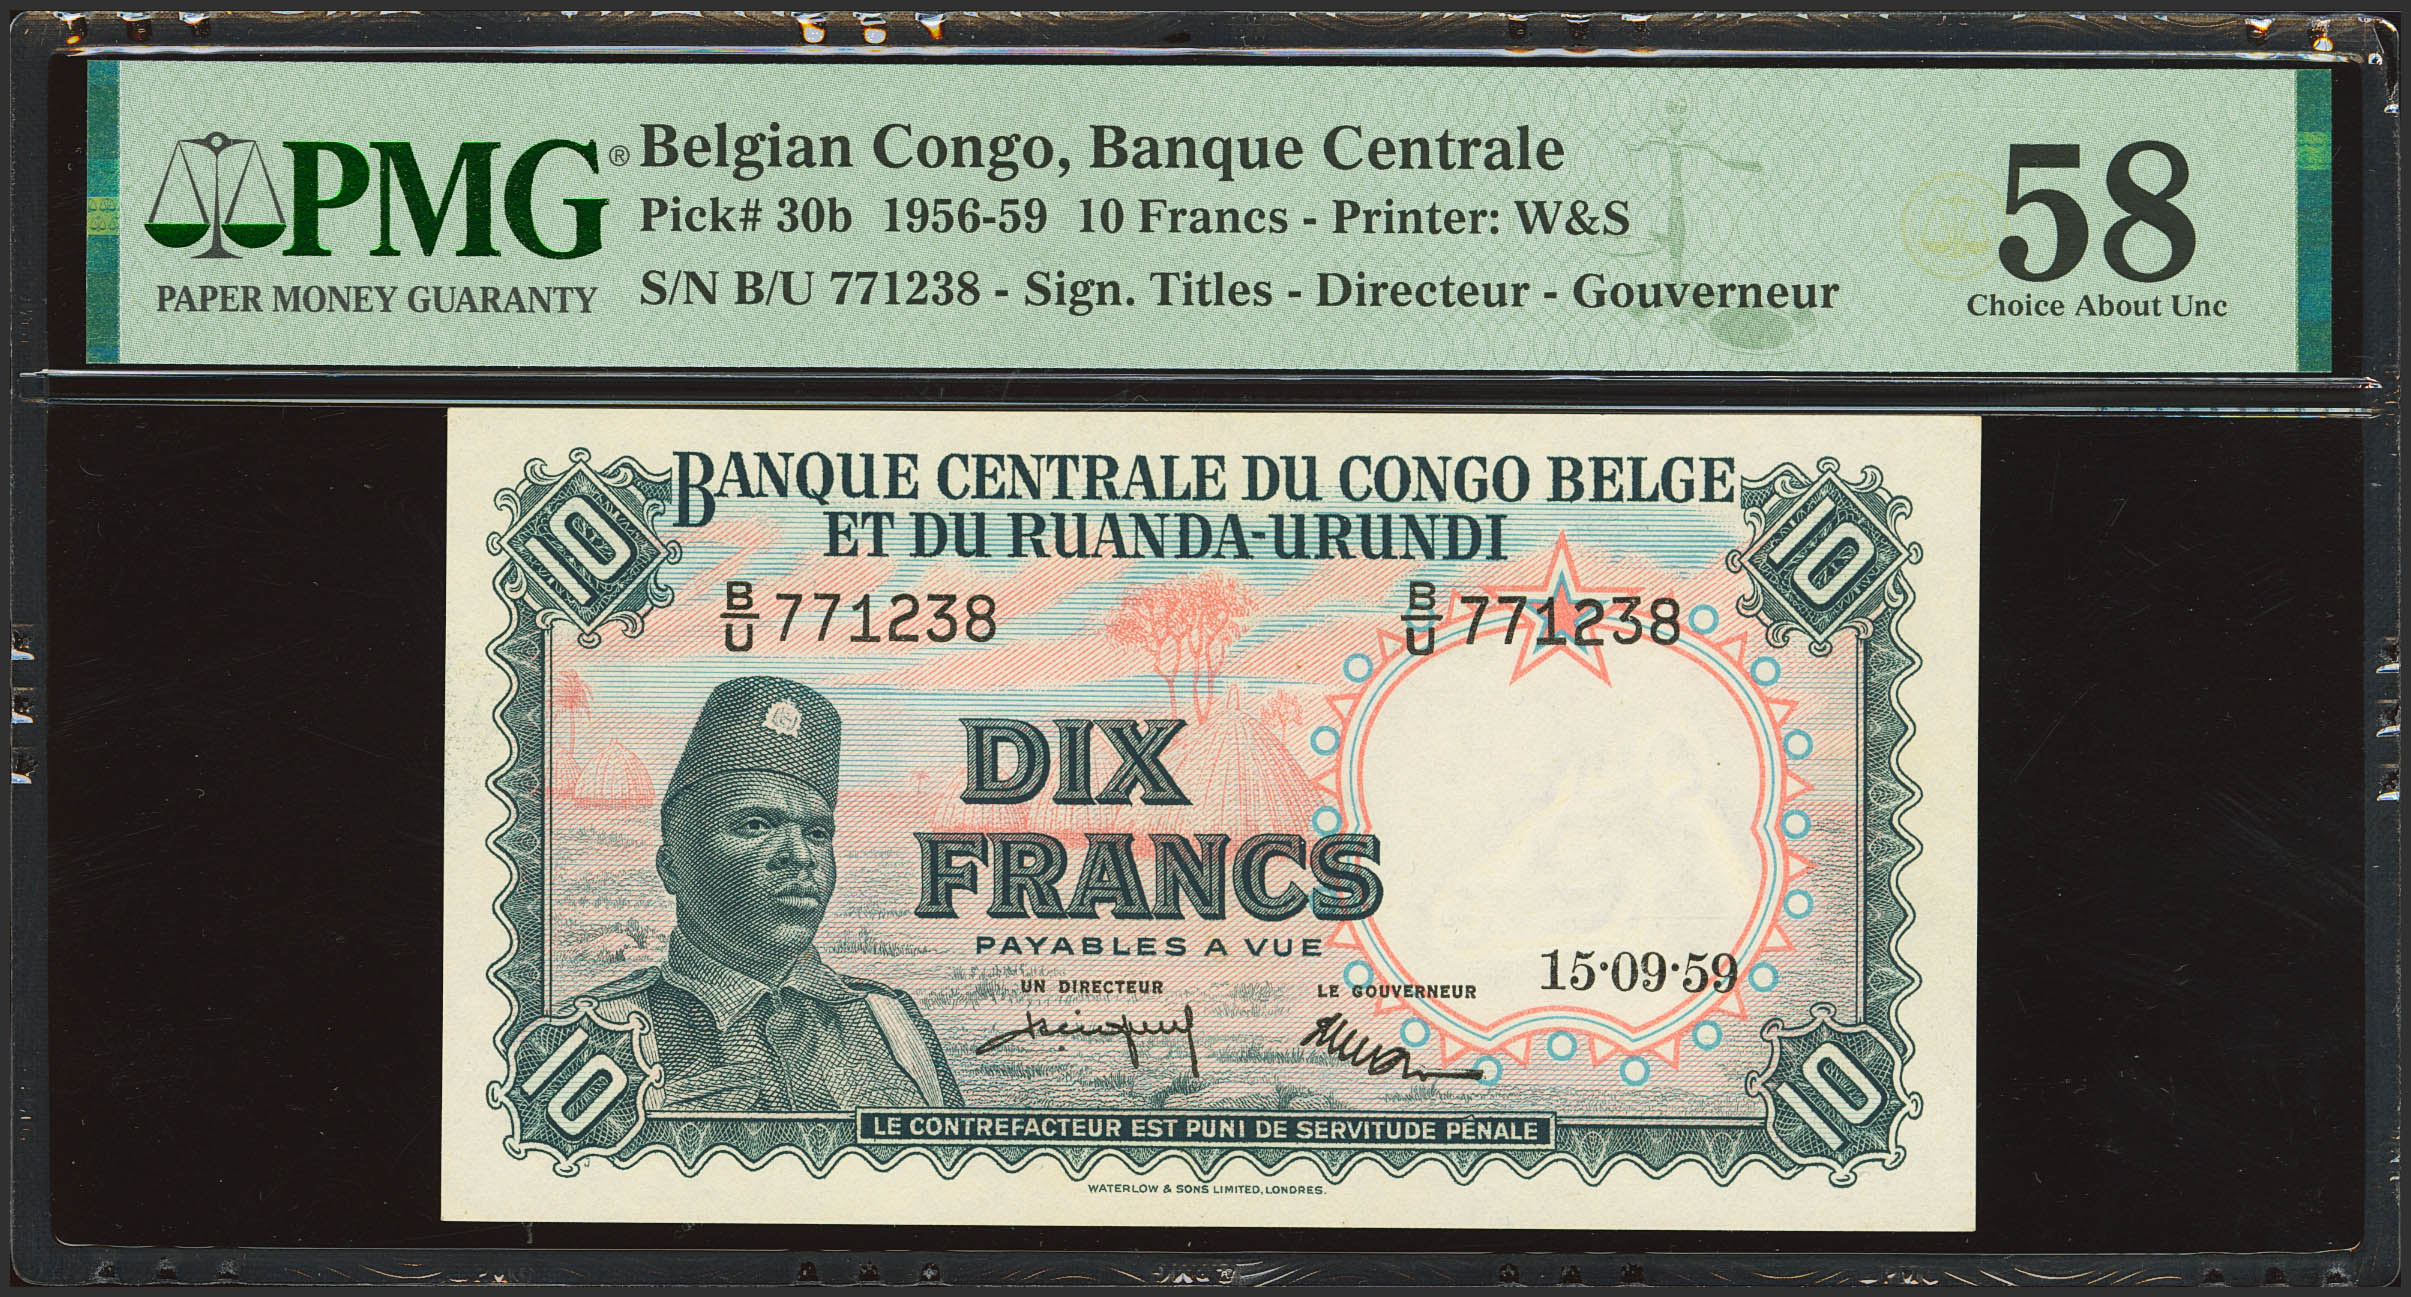 PMG®
PAPER MONEY GUARANTY
Belgian Congo, Banque Centrale
Pick# 30b 1956-59 10 Francs - Printer: W&S
S/N B/U 771238 - Sign. Titles - Directeur - Gouverneur
58
Choice About Unc
10
BANQUE CENTRALE DU CONGO BELGE
10
ET DU RUANDA-URUNDI
B/U 771238
B/U 771238
DIX
FRANCS
PAYABLES A VUE
UN DIRECTEUR
LE GOUVERNEUR
15·09·59
10
10
LE CONTREFACTEUR EST PUNI DE SERVITUDE PÉNALE
WATERLOW & SONS LIMITED, LONDRES.